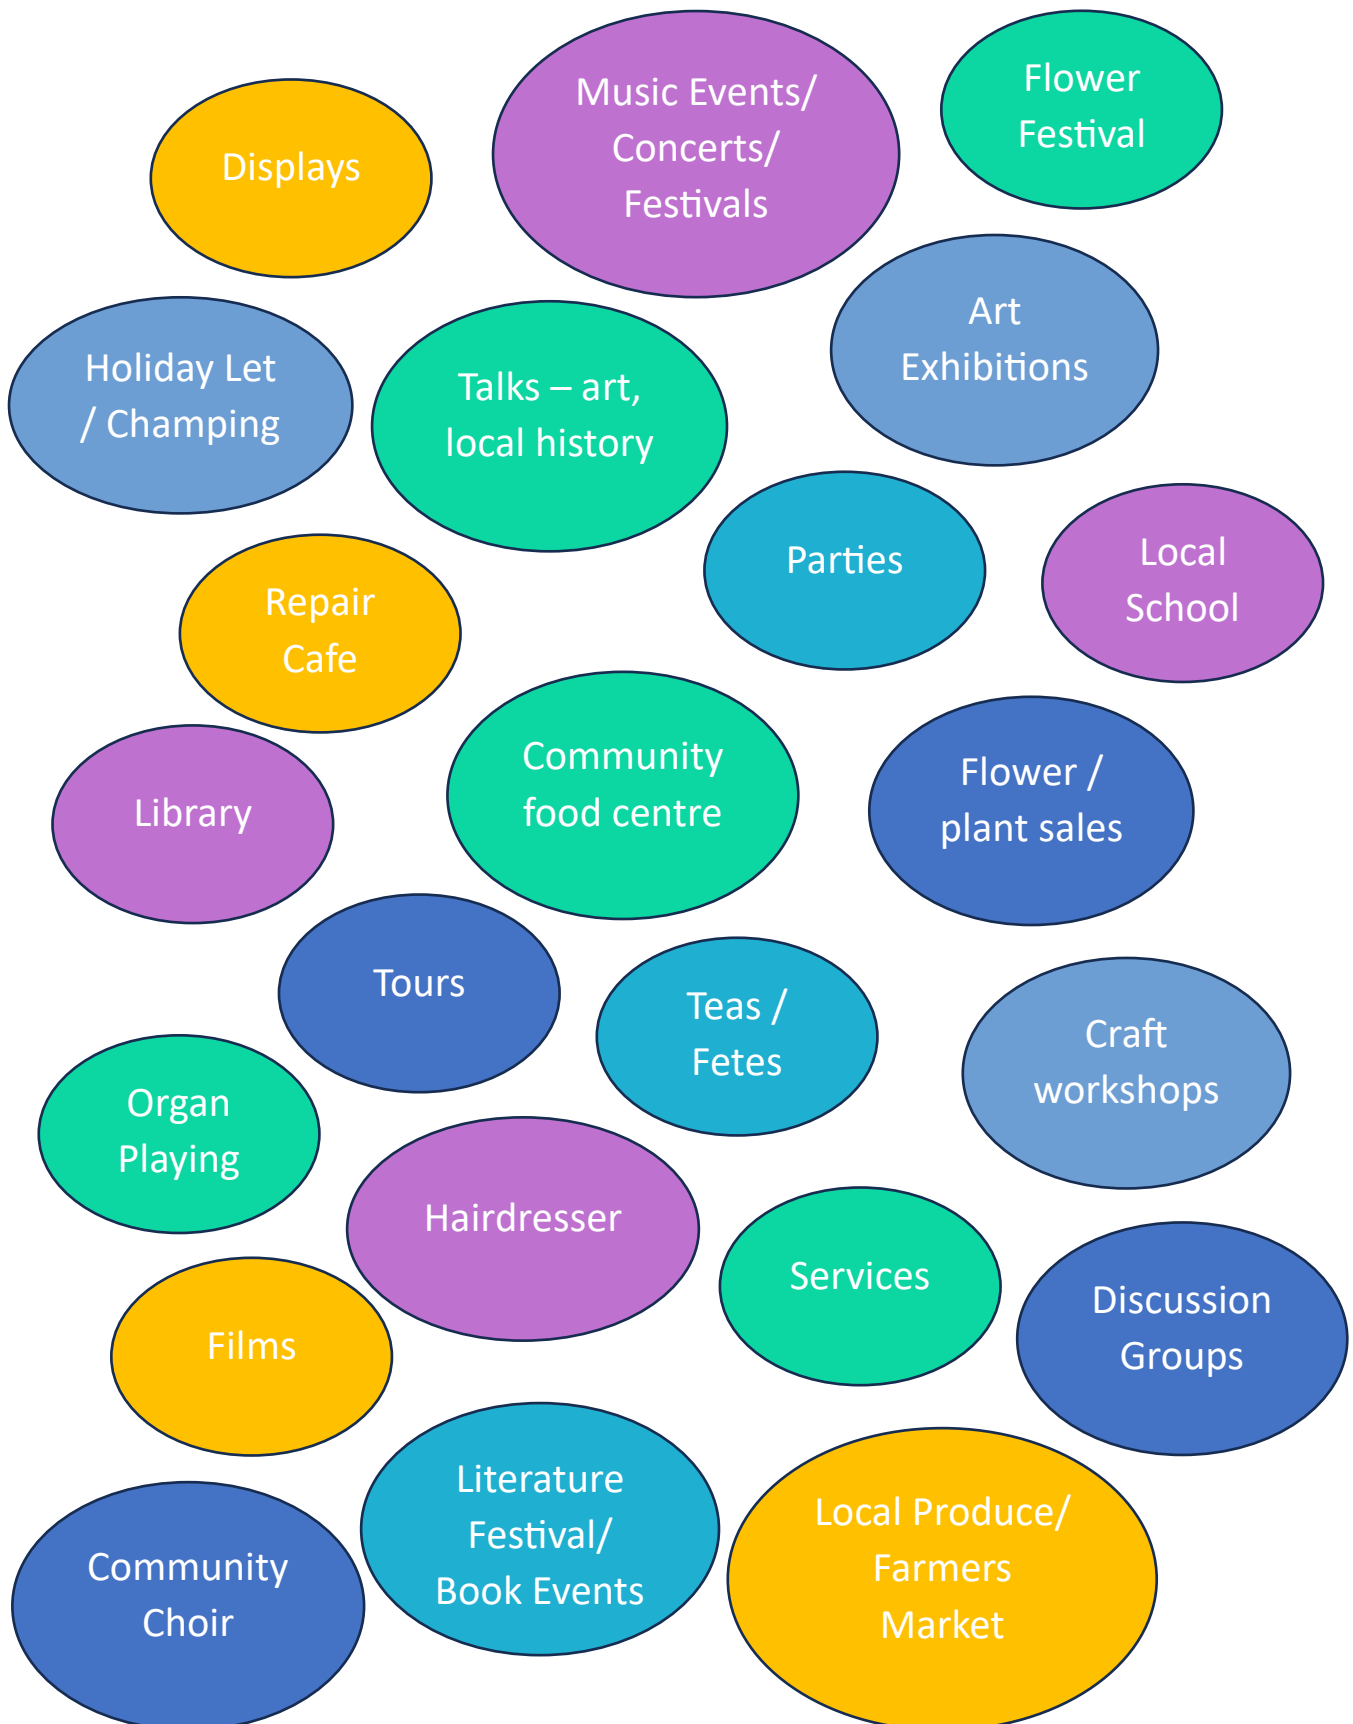 Displays
Music Events/
Concerts/
Festivals
Flower
Festival
Holiday Let
/ Champing
Talks – art,
local history
Art
Exhibitions
Repair
Cafe
Parties
Local
School
Library
Community
food centre
Flower /
plant sales
Tours
Teas /
Fetes
Craft
workshops
Organ
Playing
Hairdresser
Services
Discussion
Groups
Films
Literature
Festival/
Book Events
Local Produce/
Farmers
Market
Community
Choir